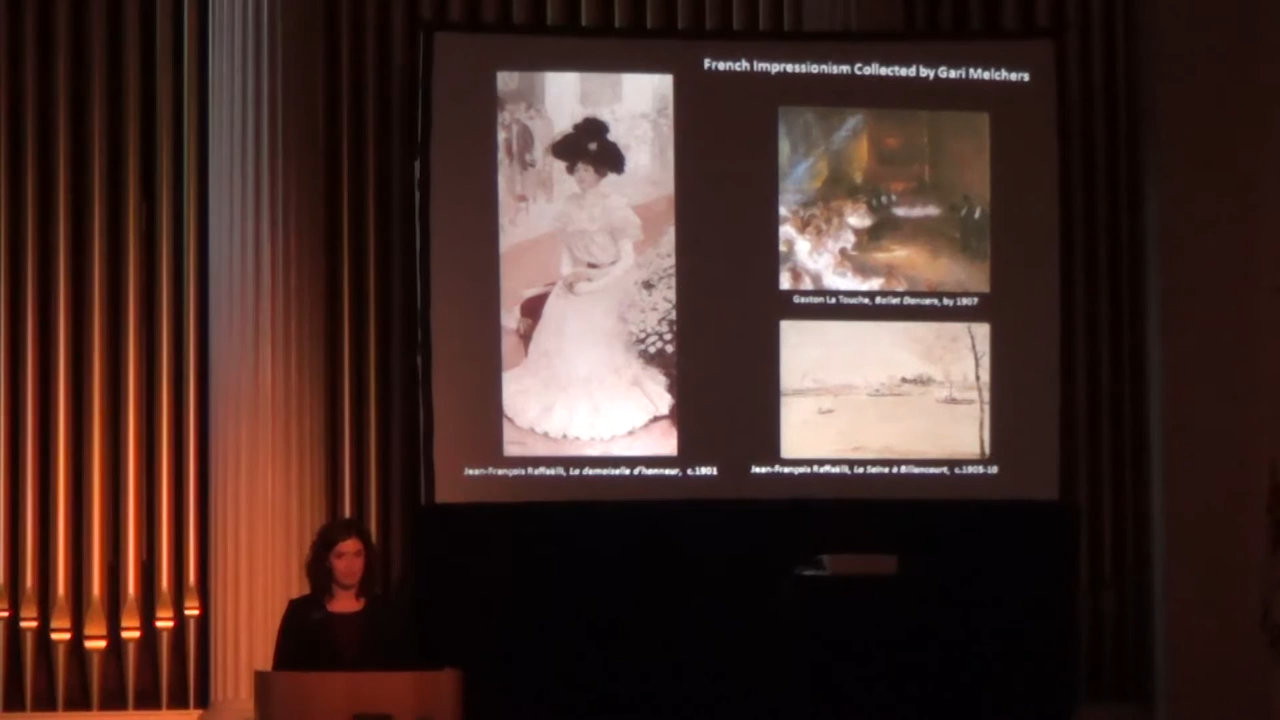 French Impressionism Collected by Gari Melchers
Gaston La Touche, Ballet Dancers, by 1907
Jean-François Raffaëlli, La demoiselle d'honneur, c.1901
Jean-François Raffaëlli, La Seine à Billancourt, c.1905-10